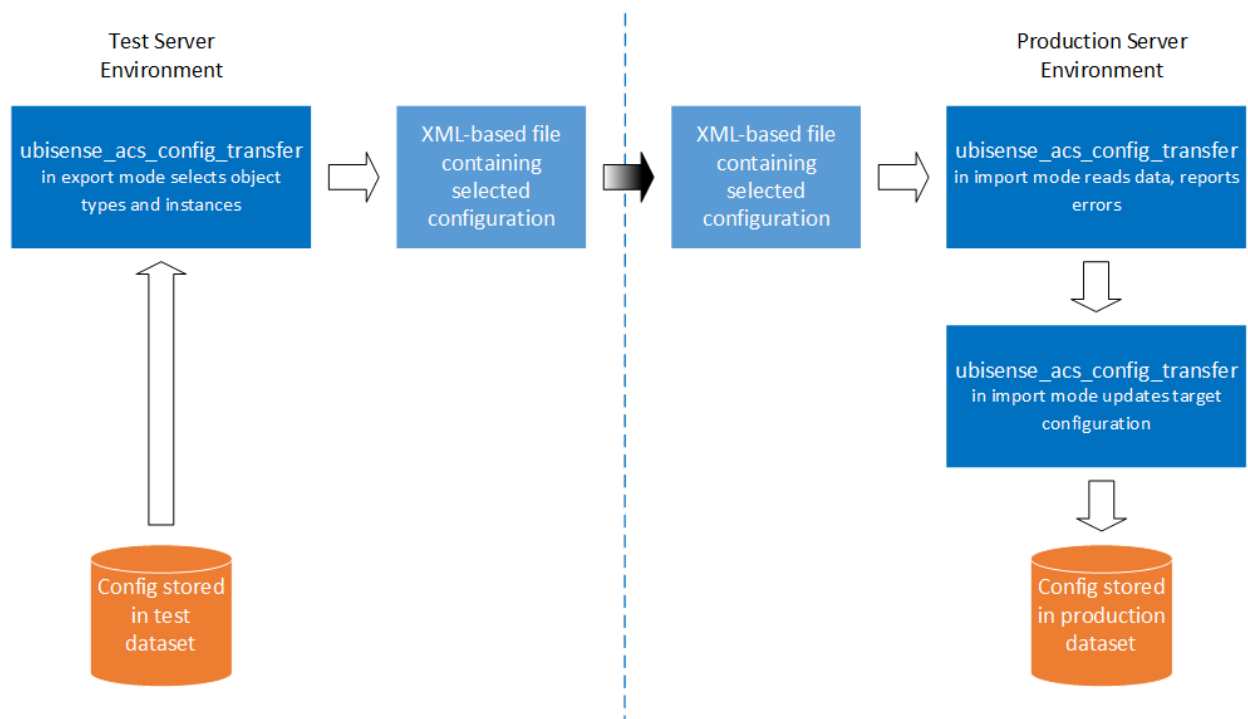 Test Server
Environment
ubisense_acs_config_transfer
in export mode selects object
types and instances
XML-based file
containing
selected
configuration
Config stored
in test
dataset
Production Server
Environment
XML-based file
containing
selected
configuration
ubisense_acs_config_transfer
in import mode reads data, reports
errors
ubisense_acs_config_transfer
in import mode updates target
configuration
Config stored
in production
dataset